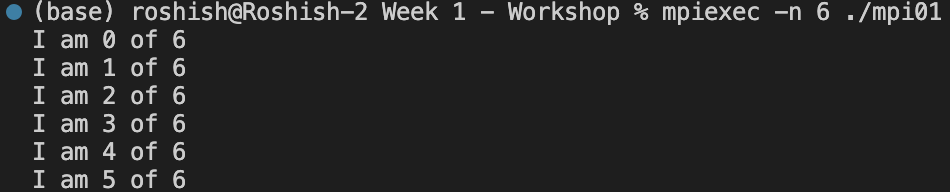 (base) roshish@Roshish-2 Week 1 - Workshop % mpiexec -n 6 ./mpi01
I am 0 of 6
I am 1 of 6
I am 2 of 6
I am 3 of 6
I am 4 of 6
I am 5 of 6